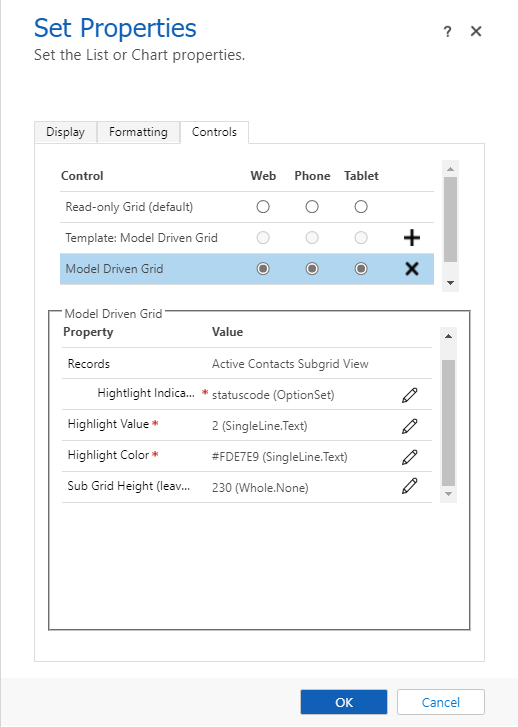 Set Properties
?
Set the List or Chart properties.
Display Formatting Controls
Control Web Phone Tablet
Read-only Grid (default)
Template: Model Driven Grid
Model Driven Grid
Model Driven Grid
Property Value
Records Active Contacts Subgrid View
Hightlight Indica... * statuscode (OptionSet)
Highlight Value * 2 (SingleLine.Text)
Highlight Color * #FDE7E9 (SingleLine.Text)
Sub Grid Height (leav... 230 (Whole.None)
OK Cancel